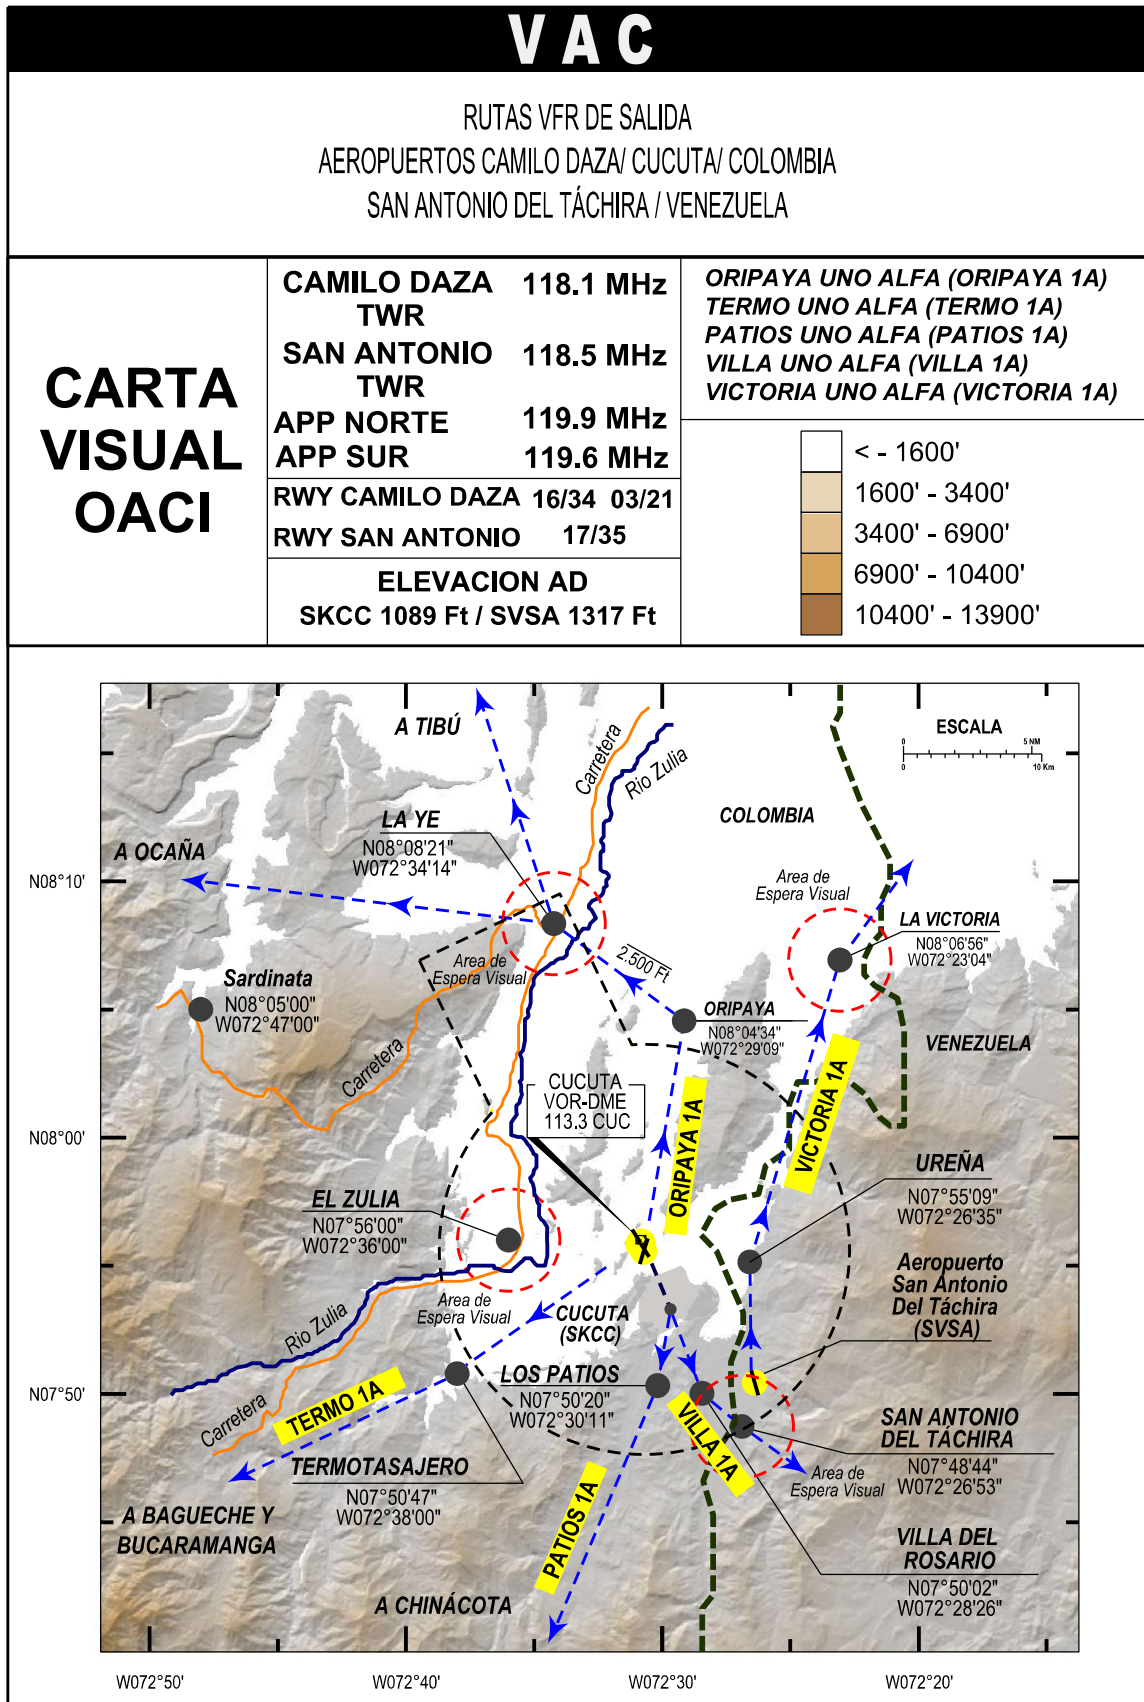 VAC
RUTAS VFR DE SALIDA
AEROPUERTOS CAMILO DAZA/ CUCUTA/ COLOMBIA
SAN ANTONIO DEL TÁCHIRA / VENEZUELA
CARTA
VISUAL
OACI
CAMILO DAZA 118.1 MHz
TWR
SAN ANTONIO 118.5 MHz
TWR
APP NORTE 119.9 MHz
APP SUR 119.6 MHz
RWY CAMILO DAZA 16/34 03/21
RWY SAN ANTONIO 17/35
ELEVACION AD
SKCC 1089 Ft / SVSA 1317 Ft
ORIPAYA UNO ALFA (ORIPAYA 1A)
TERMO UNO ALFA (TERMO 1A)
PATIOS UNO ALFA (PATIOS 1A)
VILLA UNO ALFA (VILLA 1A)
VICTORIA UNO ALFA (VICTORIA 1A)
< - 1600'
1600' - 3400'
3400' - 6900'
6900' - 10400'
10400' - 13900'
A TIBÚ
Carretera
Rio Zulia
ESCALA
0 5 NM
0 10 Km
COLOMBIA
LA YE
N08°08'21"
W072°34'14"
A OCAÑA
N08°10'
Area de
Espera Visual
LA VICTORIA
N08°06'56"
W072°23'04"
Area de
Espera Visual
2.500 Ft
Sardinata
N08°05'00"
W072°47'00"
ORIPAYA
N08°04'34"
W072°29'09"
VENEZUELA
Carretera
CUCUTA
VOR-DME
113.3 CUC
ORIPAYA 1A
VICTORIA 1A
N08°00'
UREÑA
N07°55'09"
W072°26'35"
EL ZULIA
N07°56'00"
W072°36'00"
Aeropuerto
San Antonio
Del Táchira
(SVSA)
Area de
Espera Visual
CUCUTA
(SKCC)
Rio Zulia
LOS PATIOS
N07°50'20"
W072°30'11"
N07°50'
TERMO 1A
Carretera
VILLA 1A
SAN ANTONIO
DEL TÁCHIRA
N07°48'44"
W072°26'53"
Area de
Espera Visual
TERMOTASAJERO
N07°50'47"
W072°38'00"
PATIOS 1A
A BAGUECHE Y
BUCARAMANGA
VILLA DEL
ROSARIO
N07°50'02"
W072°28'26"
A CHINÁCOTA
W072°50' W072°40' W072°30' W072°20'